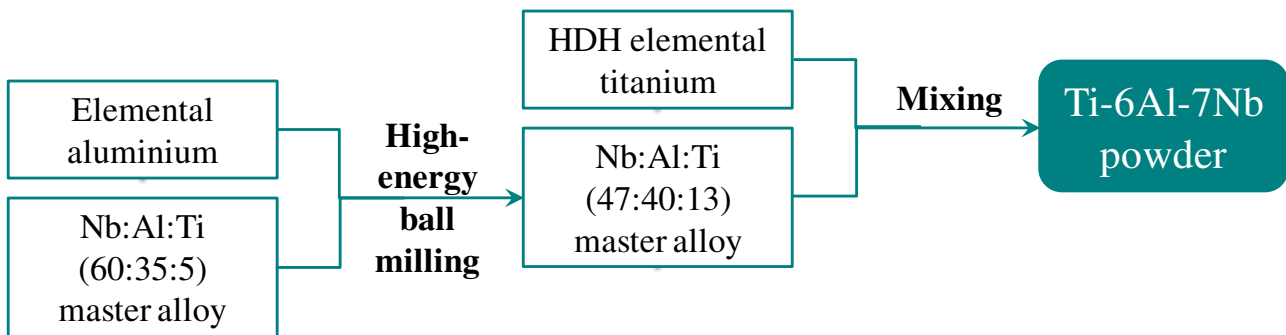 Elemental
aluminium
Nb:Al:Ti
(60:35:5)
master alloy
High-
energy
ball
milling
HDH elemental
titanium
Nb:Al:Ti
(47:40:13)
master alloy
Mixing
Ti-6Al-7Nb
powder